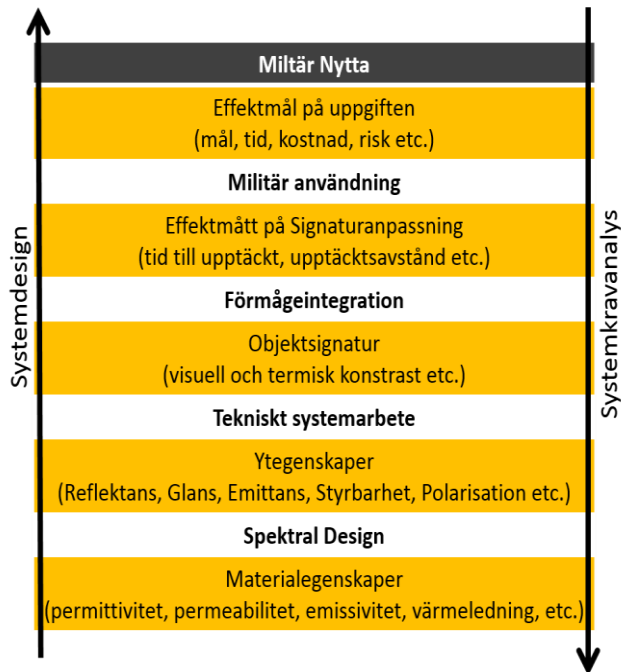 Miltär Nytta
Effektmål på uppgiften
(mål, tid, kostnad, risk etc.)
Militär användning
Effektmått på Signaturanpassning
(tid till upptäckt, upptäcktsavstånd etc.)
Förmågeintegration
Objektsignatur
(visuell och termisk konstrast etc.)
Tekniskt systemarbete
Ytegenskaper
(Reflektans, Glans, Emittans, Styrbarhet, Polarisation etc.)
Spektral Design
Materialegenskaper
(permittivitet, permeabilitet, emissivitet, värmeledning, etc.)
Systemdesign
Systemkravanalys